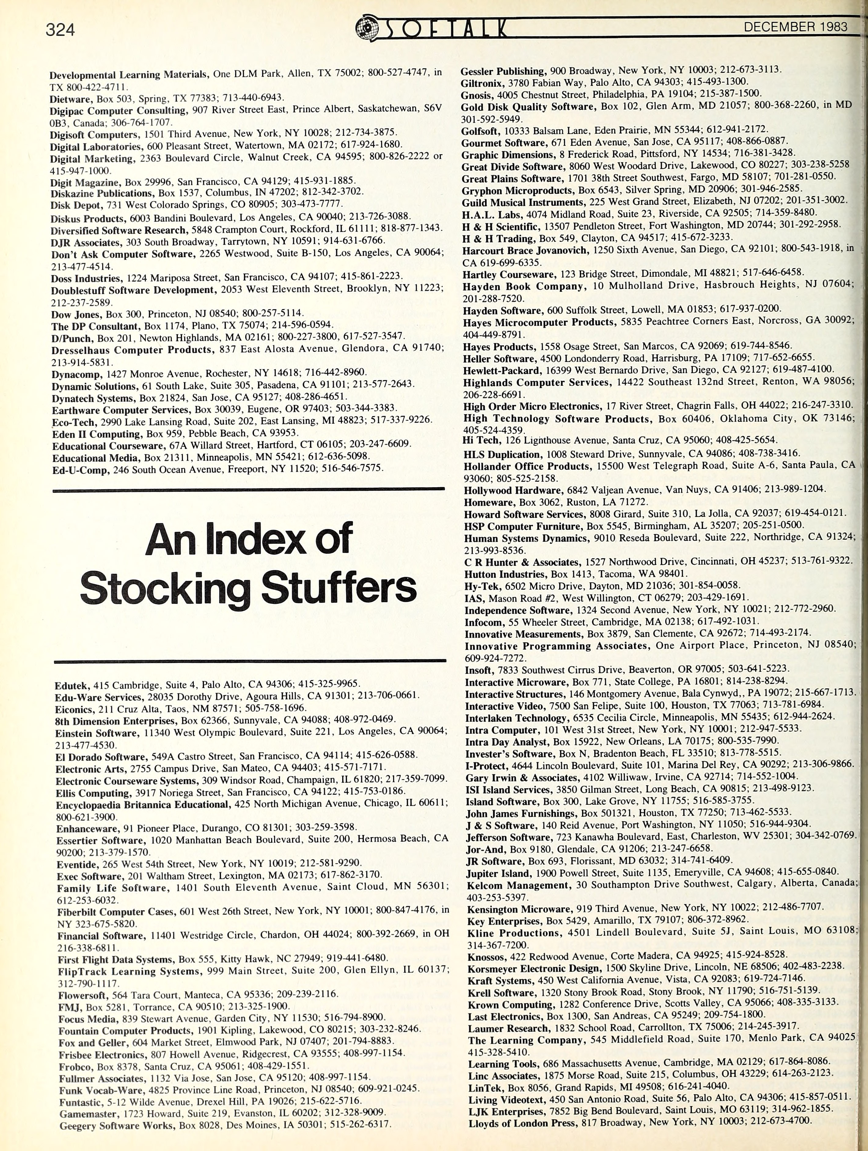 324
SOFTALK
DECEMBER 1983
Developmental Learning Materials, One DLM Park, Allen, TX 75002; 800-527-4747, in
TX 800-422-4711.
Dietware, Box 503, Spring, TX 77383; 713-440-6943.
Digipac Computer Consulting, 907 River Street East, Prince Albert, Saskatchewan, S6V
0B3, Canada; 306-764-1707.
Digisoft Computers, 1501 Third Avenue, New York, NY 10028; 212-734-3875.
Digital Laboratories, 600 Pleasant Street, Watertown, MA 02172; 617-924-1680.
Digital Marketing, 2363 Boulevard Circle, Walnut Creek, CA 94595; 800-826-2222 or
415-947-1000.
Digit Magazine, Box 29996, San Francisco, CA 94129; 415-931-1885.
Diskazine Publications, Box 1537, Columbus, IN 47202; 812-342-3702.
Disk Depot, 731 West Colorado Springs, CO 80905; 303-473-7777.
Diskus Products, 6003 Bandini Boulevard, Los Angeles, CA 90040; 213-726-3088.
Diversified Software Research, 5848 Crampton Court, Rockford, IL 61111; 818-877-1343.
DJR Associates, 303 South Broadway, Tarrytown, NY 10591; 914-631-6766.
Don't Ask Computer Software, 2265 Westwood, Suite B-150, Los Angeles, CA 90064;
213-477-4514.
Doss Industries, 1224 Mariposa Street, San Francisco, CA 94107; 415-861-2223.
Doublestuff Software Development, 2053 West Eleventh Street, Brooklyn, NY 11223;
212-237-2589.
Dow Jones, Box 300, Princeton, NJ 08540; 800-257-5114.
The DP Consultant, Box 1174, Plano, TX 75074; 214-596-0594.
D/Punch, Box 201, Newton Highlands, MA 02161; 800-227-3800, 617-527-3547.
Dresselhaus Computer Products, 837 East Alosta Avenue, Glendora, CA 91740;
213-914-5831.
Dynacomp, 1427 Monroe Avenue, Rochester, NY 14618; 716-442-8960.
Dynamic Solutions, 61 South Lake, Suite 305, Pasadena, CA 91101; 213-577-2643.
Dynatech Systems, Box 21824, San Jose, CA 95127; 408-286-4651.
Earthware Computer Services, Box 30039, Eugene, OR 97403; 503-344-3383.
Eco-Tech, 2990 Lake Lansing Road, Suite 202, East Lansing, MI 48823; 517-337-9226.
Eden II Computing, Box 959, Pebble Beach, CA 93953.
Educational Courseware, 67A Willard Street, Hartford, CT 06105; 203-247-6609.
Educational Media, Box 21311, Minneapolis, MN 55421; 612-636-5098.
Ed-U-Comp, 246 South Ocean Avenue, Freeport, NY 11520; 516-546-7575.
An Index of
Stocking Stuffers
Edutek, 415 Cambridge, Suite 4, Palo Alto, CA 94306; 415-325-9965.
Edu-Ware Services, 28035 Dorothy Drive, Agoura Hills, CA 91301; 213-706-0661.
Eiconics, 211 Cruz Alta, Taos, NM 87571; 505-758-1696.
8th Dimension Enterprises, Box 62366, Sunnyvale, CA 94088; 408-972-0469.
Einstein Software, 11340 West Olympic Boulevard, Suite 221, Los Angeles, CA 90064;
213-477-4530.
El Dorado Software, 549A Castro Street, San Francisco, CA 94114; 415-626-0588.
Electronic Arts, 2755 Campus Drive, San Mateo, CA 94403; 415-571-7171.
Electronic Courseware Systems, 309 Windsor Road, Champaign, IL 61820; 217-359-7099.
Ellis Computing, 3917 Noriega Street, San Francisco, CA 94122; 415-753-0186.
Encyclopaedia Britannica Educational, 425 North Michigan Avenue, Chicago, IL 60611;
800-621-3900.
Enhanceware, 91 Pioneer Place, Durango, CO 81301; 303-259-3598.
Essertier Software, 1020 Manhattan Beach Boulevard, Suite 200, Hermosa Beach, CA
90200; 213-379-1570.
Eventide, 265 West 54th Street, New York, NY 10019; 212-581-9290.
Exec Software, 201 Waltham Street, Lexington, MA 02173; 617-862-3170.
Family Life Software, 1401 South Eleventh Avenue, Saint Cloud, MN 56301;
612-253-6032.
Fiberbilt Computer Cases, 601 West 26th Street, New York, NY 10001; 800-847-4176, in
NY 323-675-5820.
Financial Software, 11401 Westridge Circle, Chardon, OH 44024; 800-392-2669, in OH
216-338-6811.
First Flight Data Systems, Box 555, Kitty Hawk, NC 27949; 919-441-6480.
FlipTrack Learning Systems, 999 Main Street, Suite 200, Glen Ellyn, IL 60137;
312-790-1117.
Flowersoft, 564 Tara Court, Manteca, CA 95336; 209-239-2116.
FMJ, Box 5281, Torrance, CA 90510; 213-325-1900.
Focus Media, 839 Stewart Avenue, Garden City, NY 11530; 516-794-8900.
Fountain Computer Products, 1901 Kipling, Lakewood, CO 80215; 303-232-8246.
Fox and Geller, 604 Market Street, Elmwood Park, NJ 07407; 201-794-8883.
Frisbee Electronics, 807 Howell Avenue, Ridgecrest, CA 93555; 408-997-1154.
Frobco, Box 8378, Santa Cruz, CA 95061; 408-429-1551.
Fullmer Associates, 1132 Via Jose, San Jose, CA 95120; 408-997-1154.
Funk Vocab-Ware, 4825 Province Line Road, Princeton, NJ 08540; 609-921-0245.
Funtastic, 5-12 Wilde Avenue, Drexel Hill, PA 19026; 215-622-5716.
Gamemaster, 1723 Howard, Suite 219, Evanston, IL 60202; 312-328-9009.
Geegery Software Works, Box 8028, Des Moines, IA 50301; 515-262-6317.
Gessler Publishing, 900 Broadway, New York, NY 10003; 212-673-3113.
Giltronix, 3780 Fabian Way, Palo Alto, CA 94303; 415-493-1300.
Gnosis, 4005 Chestnut Street, Philadelphia, PA 19104; 215-387-1500.
Gold Disk Quality Software, Box 102, Glen Arm, MD 21057; 800-368-2260, in MD
301-592-5949.
Golfsoft, 10333 Balsam Lane, Eden Prairie, MN 55344; 612-941-2172.
Gourmet Software, 671 Eden Avenue, San Jose, CA 95117; 408-866-0887.
Graphic Dimensions, 8 Frederick Road, Pittsford, NY 14534; 716-381-3428.
Great Divide Software, 8060 West Woodard Drive, Lakewood, CO 80227; 303-238-5258
Great Plains Software, 1701 38th Street Southwest, Fargo, MD 58107; 701-281-0550.
Gryphon Microproducts, Box 6543, Silver Spring, MD 20906; 301-946-2585.
Guild Musical Instruments, 225 West Grand Street, Elizabeth, NJ 07202; 201-351-3002.
H.A.L. Labs, 4074 Midland Road, Suite 23, Riverside, CA 92505; 714-359-8480.
H & H Scientific, 13507 Pendleton Street, Fort Washington, MD 20744; 301-292-2958.
H & H Trading, Box 549, Clayton, CA 94517; 415-672-3233.
Harcourt Brace Jovanovich, 1250 Sixth Avenue, San Diego, CA 92101; 800-543-1918, in
CA 619-699-6335.
Hartley Courseware, 123 Bridge Street, Dimondale, MI 48821; 517-646-6458.
Hayden Book Company, 10 Mulholland Drive, Hasbrouch Heights, NJ 07604;
201-288-7520.
Hayden Software, 600 Suffolk Street, Lowell, MA 01853; 617-937-0200.
Hayes Microcomputer Products, 5835 Peachtree Corners East, Norcross, GA 30092;
404-449-8791.
Hayes Products, 1558 Osage Street, San Marcos, CA 92069; 619-744-8546.
Heller Software, 4500 Londonderry Road, Harrisburg, PA 17109; 717-652-6655.
Hewlett-Packard, 16399 West Bernardo Drive, San Diego, CA 92127; 619-487-4100.
Highlands Computer Services, 14422 Southeast 132nd Street, Renton, WA 98056;
206-228-6691.
High Order Micro Electronics, 17 River Street, Chagrin Falls, OH 44022; 216-247-3310.
High Technology Software Products, Box 60406, Oklahoma City, OK 73146;
405-524-4359.
Hi Tech, 126 Lighthouse Avenue, Santa Cruz, CA 95060; 408-425-5654.
HLS Duplication, 1008 Steward Drive, Sunnyvale, CA 94086; 408-738-3416.
Hollander Office Products, 15500 West Telegraph Road, Suite A-6, Santa Paula, CA
93060; 805-525-2158.
Hollywood Hardware, 6842 Valjean Avenue, Van Nuys, CA 91406; 213-989-1204.
Homeware, Box 3062, Ruston, LA 71272.
Howard Software Services, 8008 Girard, Suite 310, La Jolla, CA 92037; 619-454-0121.
HSP Computer Furniture, Box 5545, Birmingham, AL 35207; 205-251-0500.
Human Systems Dynamics, 9010 Reseda Boulevard, Suite 222, Northridge, CA 91324;
213-993-8536.
C R Hunter & Associates, 1527 Northwood Drive, Cincinnati, OH 45237; 513-761-9322.
Hutton Industries, Box 1413, Tacoma, WA 98401.
Hy-Tek, 6502 Micro Drive, Dayton, MD 21036; 301-854-0058.
IAS, Mason Road #2, West Willington, CT 06279; 203-429-1691.
Independence Software, 1324 Second Avenue, New York, NY 10021; 212-772-2960.
Infocom, 55 Wheeler Street, Cambridge, MA 02138; 617-492-1031.
Innovative Measurements, Box 3879, San Clemente, CA 92672; 714-493-2174.
Innovative Programming Associates, One Airport Place, Princeton, NJ 08540;
609-924-7272.
Insoft, 7833 Southwest Cirrus Drive, Beaverton, OR 97005; 503-641-5223.
Interactive Microware, Box 771, State College, PA 16801; 814-238-8294.
Interactive Structures, 146 Montgomery Avenue, Bala Cynwyd,, PA 19072; 215-667-1713.
Interactive Video, 7500 San Felipe, Suite 100, Houston, TX 77063; 713-781-6984.
Interlaken Technology, 6535 Cecilia Circle, Minneapolis, MN 55435; 612-944-2624.
Intra Computer, 101 West 31st Street, New York, NY 10001; 212-947-5533.
Intra Day Analyst, Box 15922, New Orleans, LA 70175; 800-535-7990.
Invester's Software, Box N, Bradenton Beach, FL 33510; 813-778-5515.
I-Protect, 4644 Lincoln Boulevard, Suite 101, Marina Del Rey, CA 90292; 213-306-9866.
Gary Irwin & Associates, 4102 Williwaw, Irvine, CA 92714; 714-552-1004.
ISI Island Services, 3850 Gilman Street, Long Beach, CA 90815; 213-498-9123.
Island Software, Box 300, Lake Grove, NY 11755; 516-585-3755.
John James Furnishings, Box 501321, Houston, TX 77250; 713-462-5533.
J & S Software, 140 Reid Avenue, Port Washington, NY 11050; 516-944-9304.
Jefferson Software, 723 Kanawha Boulevard, East, Charleston, WV 25301; 304-342-0769.
Jor-And, Box 9180, Glendale, CA 91206; 213-247-6658.
JR Software, Box 693, Florissant, MD 63032; 314-741-6409.
Jupiter Island, 1900 Powell Street, Suite 1135, Emeryville, CA 94608; 415-655-0840.
Kelcom Management, 30 Southampton Drive Southwest, Calgary, Alberta, Canada;
403-253-5397.
Kensington Microware, 919 Third Avenue, New York, NY 10022; 212-486-7707.
Key Enterprises, Box 5429, Amarillo, TX 79107; 806-372-8962.
Kline Productions, 4501 Lindell Boulevard, Suite 5J, Saint Louis, MO 63108;
314-367-7200.
Knossos, 422 Redwood Avenue, Corte Madera, CA 94925; 415-924-8528.
Korsmeyer Electronic Design, 1500 Skyline Drive, Lincoln, NE 68506; 402-483-2238.
Kraft Systems, 450 West California Avenue, Vista, CA 92083; 619-724-7146.
Krell Software, 1320 Stony Brook Road, Stony Brook, NY 11790; 516-751-5139.
Krown Computing, 1282 Conference Drive, Scotts Valley, CA 95066; 408-335-3133.
Last Electronics, Box 1300, San Andreas, CA 95249; 209-754-1800.
Laumer Research, 1832 School Road, Carrollton, TX 75006; 214-245-3917.
The Learning Company, 545 Middlefield Road, Suite 170, Menlo Park, CA 94025
415-328-5410.
Learning Tools, 686 Massachusetts Avenue, Cambridge, MA 02129; 617-864-8086.
Linc Associates, 1875 Morse Road, Suite 215, Columbus, OH 43229; 614-263-2123.
LinTek, Box 8056, Grand Rapids, MI 49508; 616-241-4040.
Living Videotext, 450 San Antonio Road, Suite 56, Palo Alto, CA 94306; 415-857-0511.
LJK Enterprises, 7852 Big Bend Boulevard, Saint Louis, MO 63119; 314-962-1855.
Lloyds of London Press, 817 Broadway, New York, NY 10003; 212-673-4700.